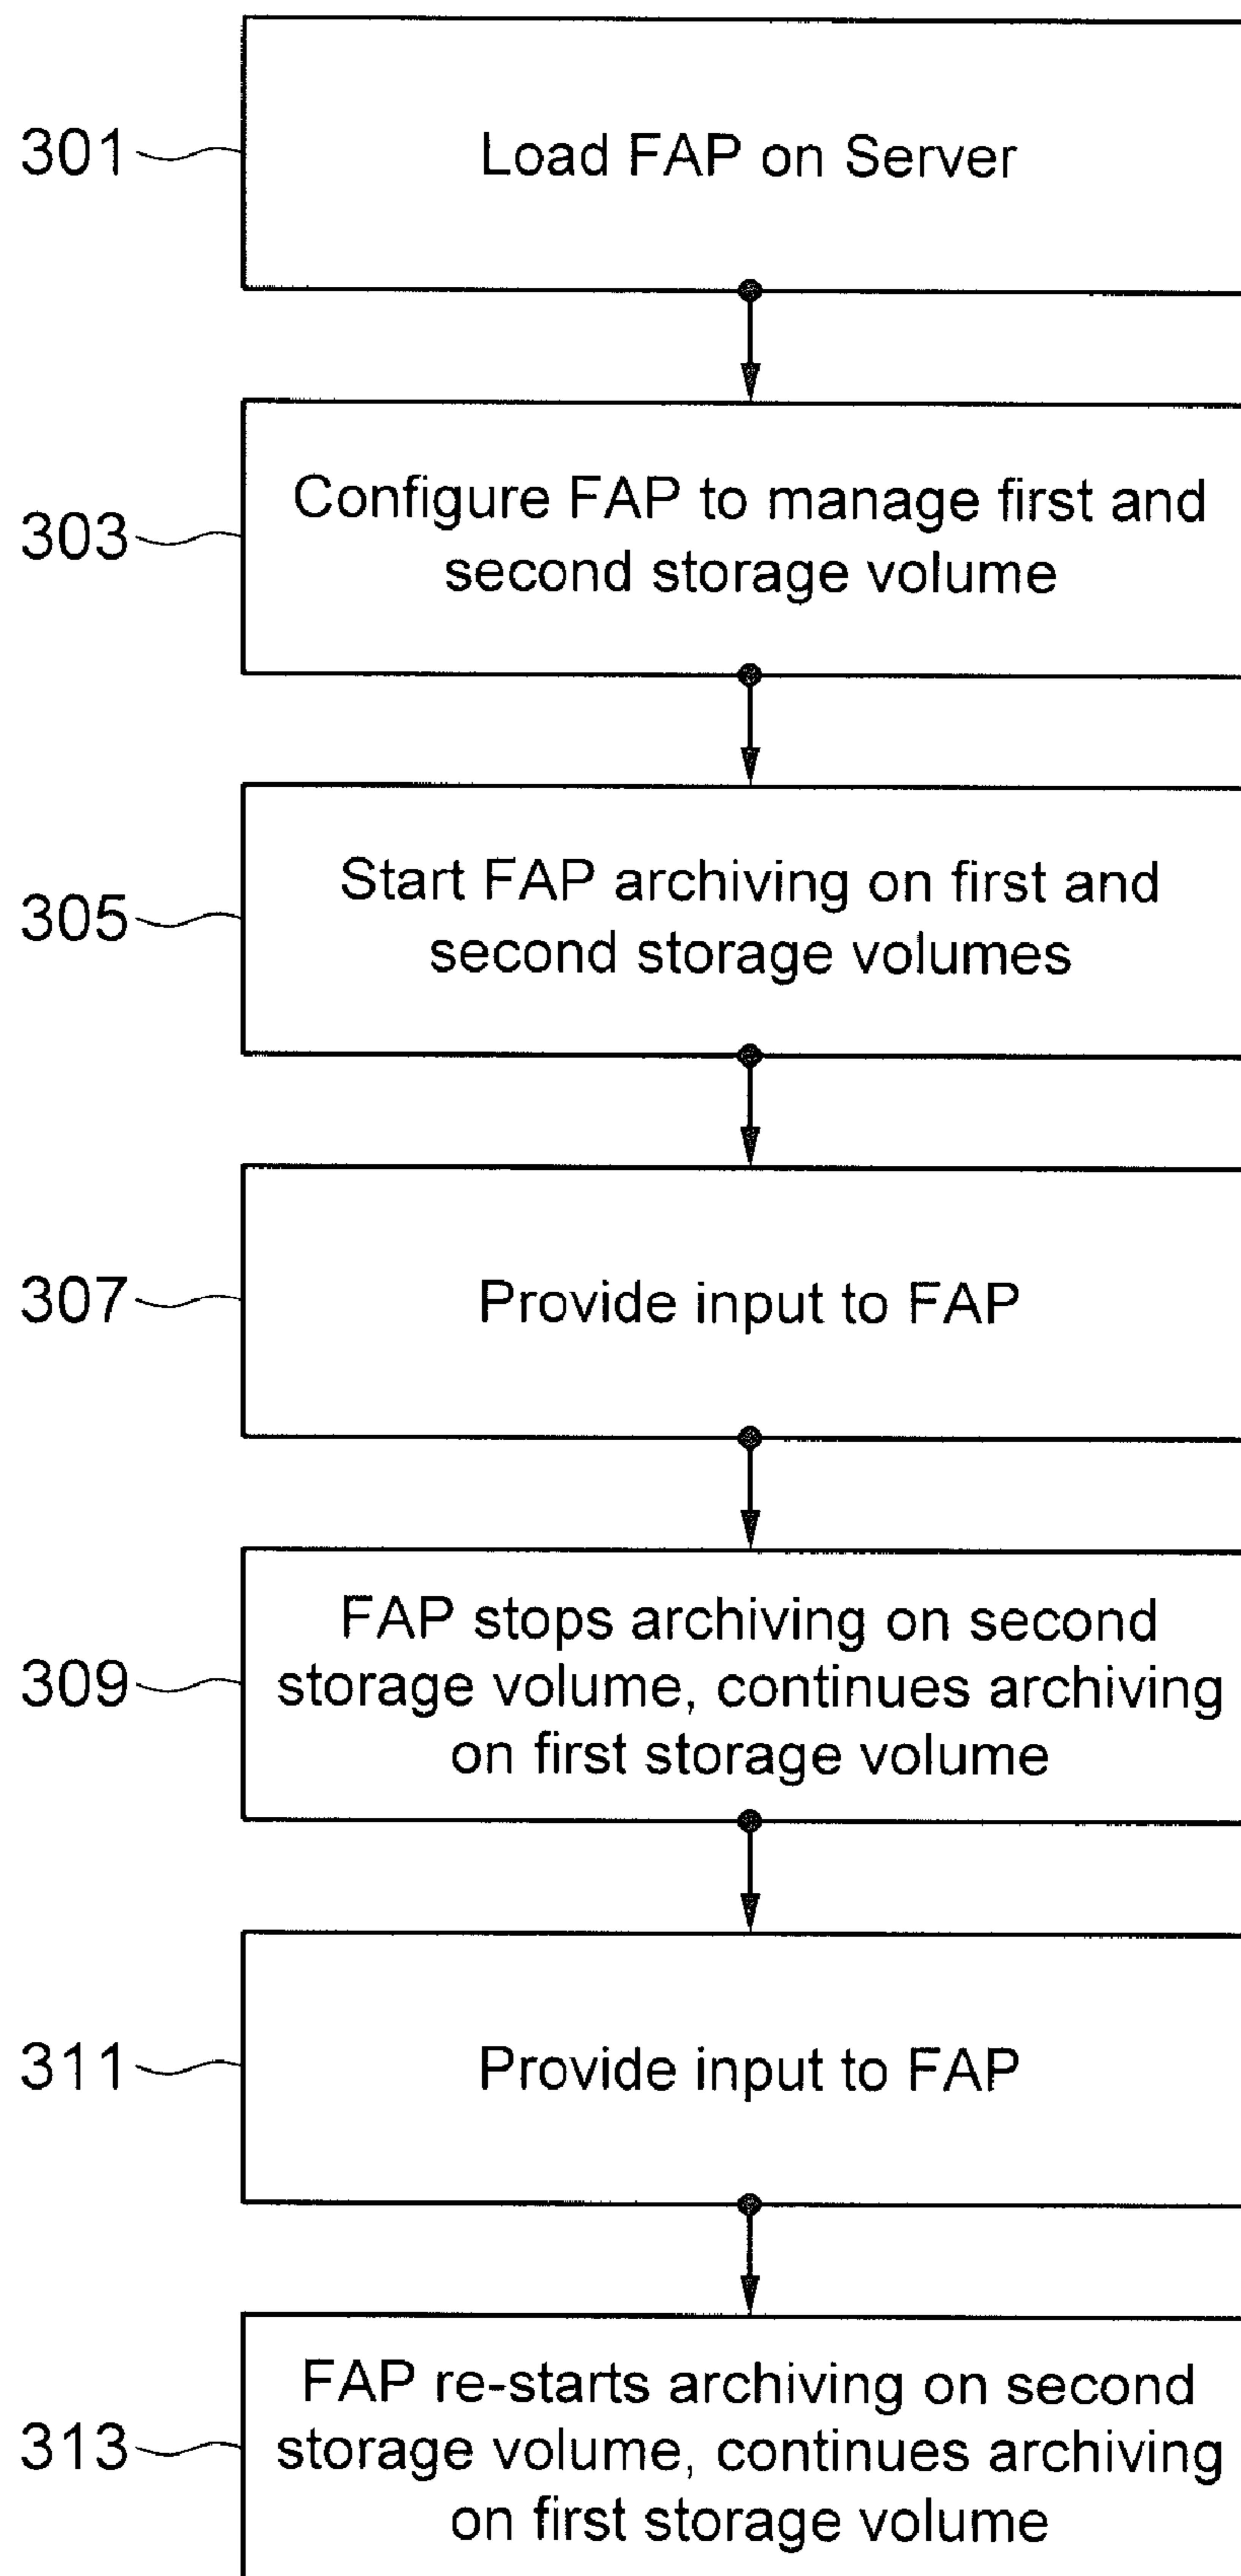 301
Load FAP on Server
303
Configure FAP to manage first and
second storage volume
305
Start FAP archiving on first and
second storage volumes
307
Provide input to FAP
309
FAP stops archiving on second
storage volume, continues archiving
on first storage volume
311
Provide input to FAP
313
FAP re-starts archiving on second
storage volume, continues archiving
on first storage volume